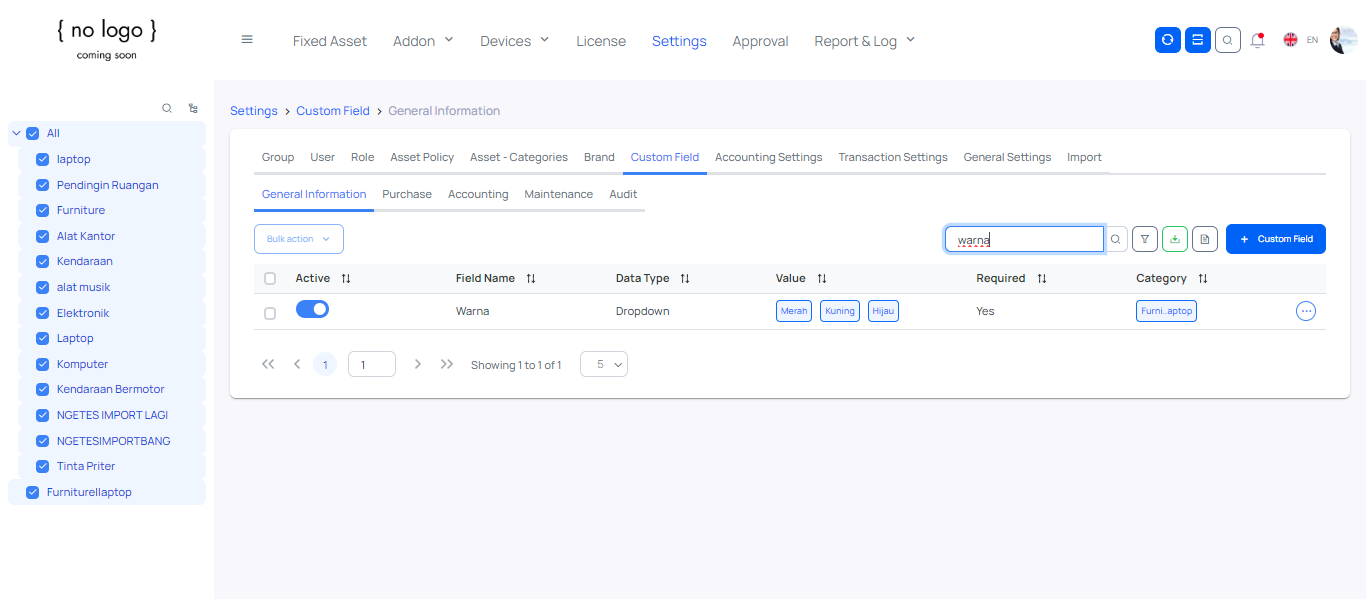 { no logo }
coming soon
Fixed Asset Addon Devices License Settings Approval Report & Log EN
All
laptop
Pendingin Ruangan
Furniture
Alat Kantor
Kendaraan
alat musik
Elektronik
Laptop
Komputer
Kendaraan Bermotor
NGETES IMPORT LAGI
NGETESIMPORTBANG
Tinta Priter
Furniturellaptop
Settings > Custom Field > General Information
Group User Role Asset Policy Asset - Categories Brand Custom Field Accounting Settings Transaction Settings General Settings Import
General Information Purchase Accounting Maintenance Audit
Bulk action warna + Custom Field
Active Field Name Data Type Value Required Category
Warna Dropdown Merah Kuning Hijau Yes Furni..aptop
1 1 Showing 1 to 1 of 1 5